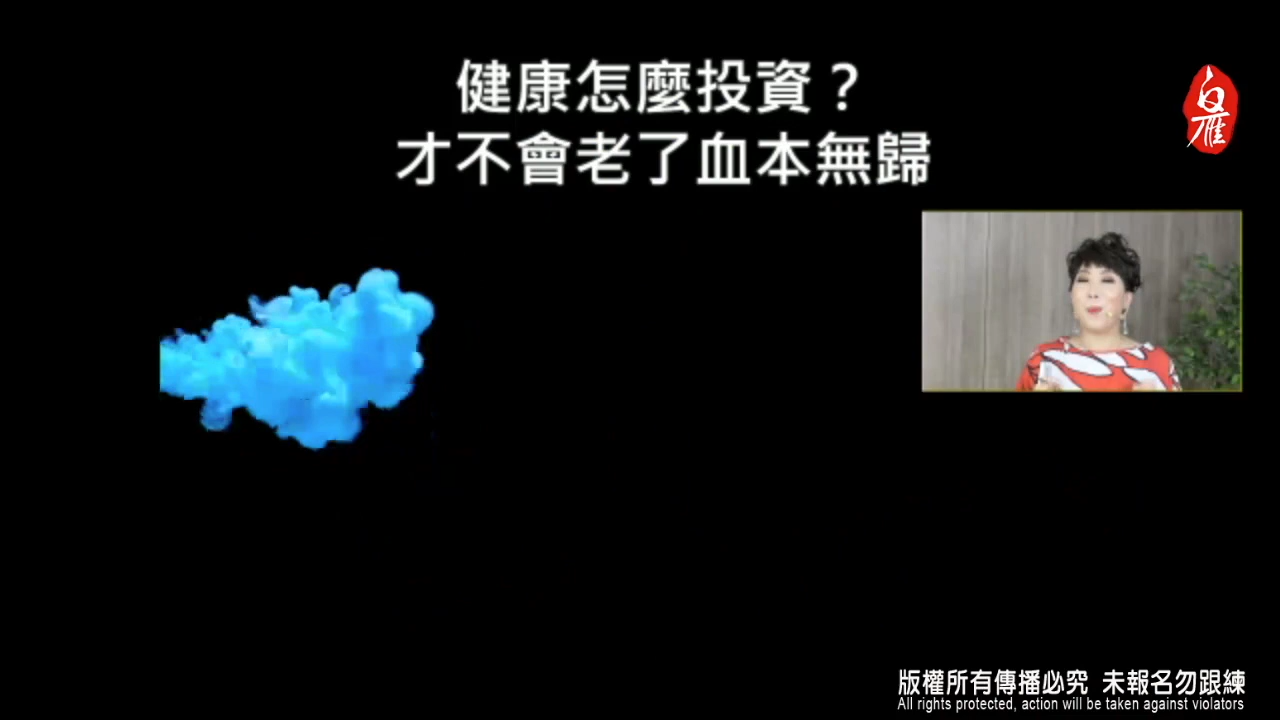 健康怎麼投資？
才不會老了血本無歸
白雁
版權所有傳播必究 未報名勿跟練
All rights protected, action will be taken against violators